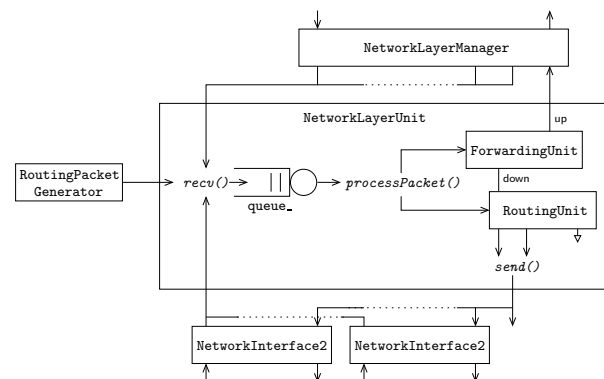 NetworkLayerManager
NetworkLayerUnit
up
ForwardingUnit
RoutingPacket
Generator
recv()
queue_
processPacket()
down
RoutingUnit
send()
NetworkInterface2
NetworkInterface2